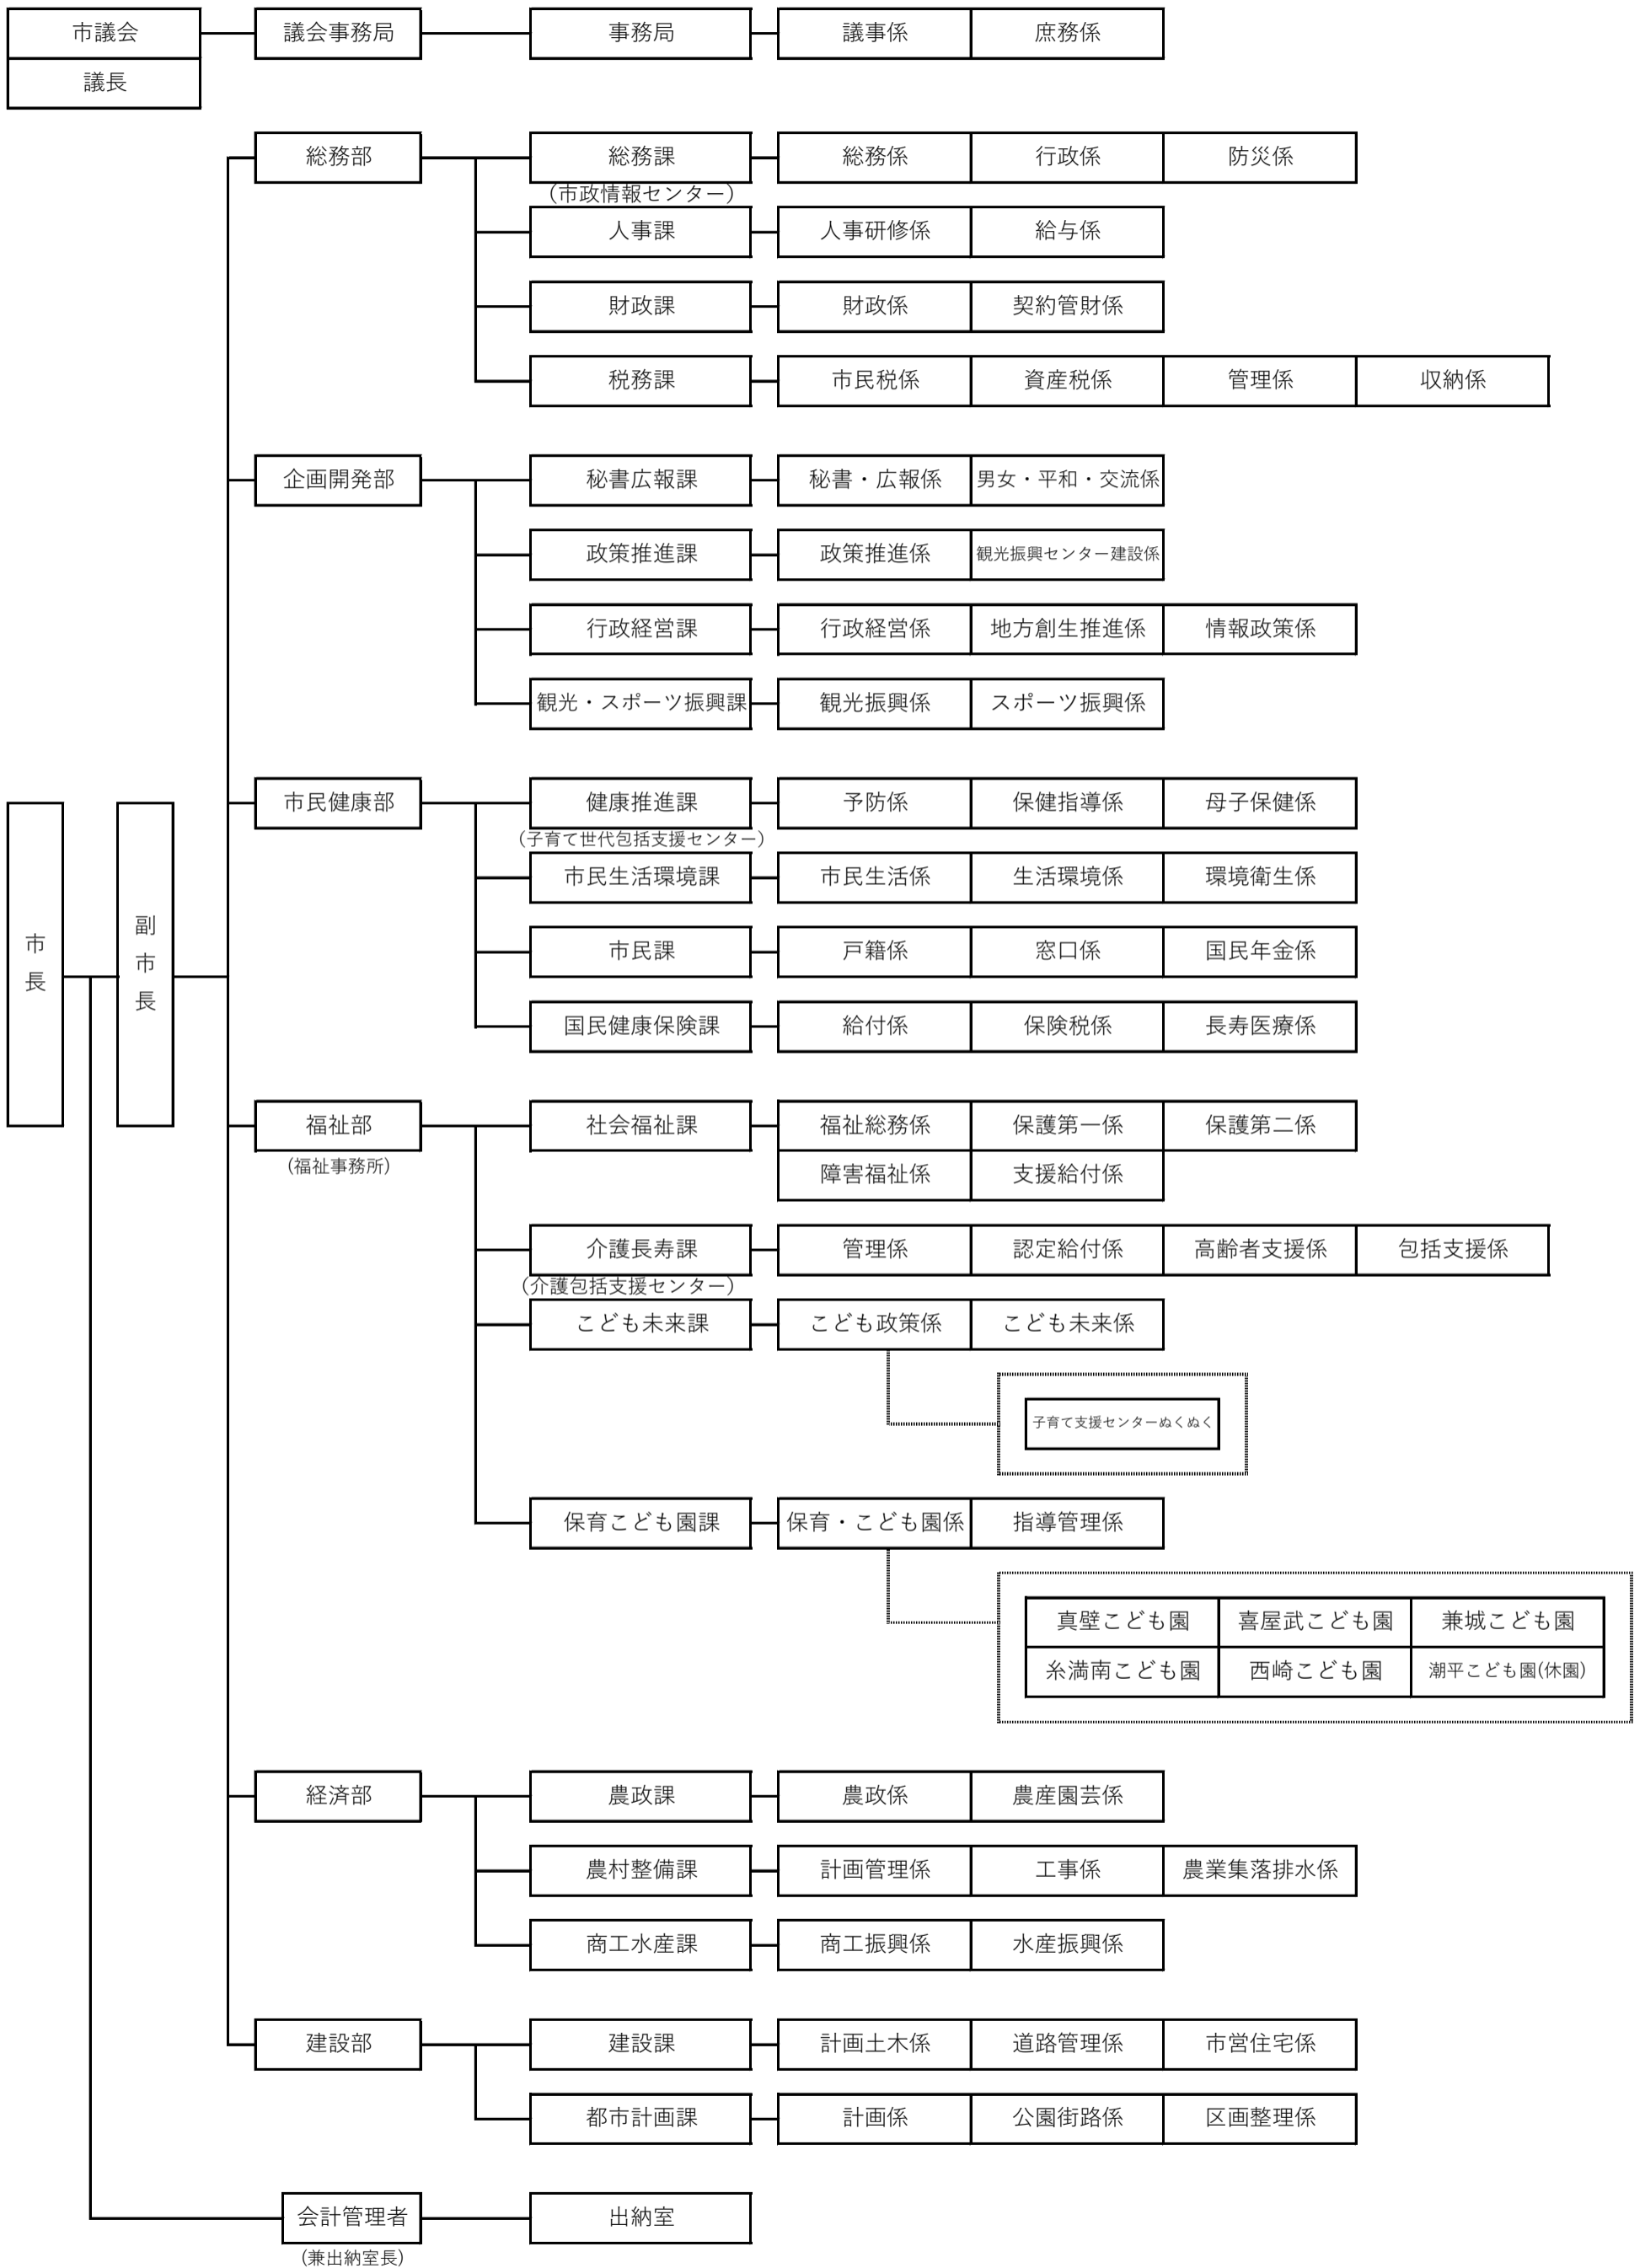 市議会 議会事務局 事務局 議事係 庶務係
議長
総務部 総務課 総務係 行政係 防災係
（市政情報センター）
人事課 人事研修係 給与係
財政課 財政係 契約管財係
税務課 市民税係 資産税係 管理係 収納係
企画開発部 秘書広報課 秘書・広報係 男女・平和・交流係
政策推進課 政策推進係 観光振興センター建設係
行政経営課 行政経営係 地方創生推進係 情報政策係
観光・スポーツ振興課 観光振興係 スポーツ振興係
市民健康部 健康推進課 予防係 保健指導係 母子保健係
（子育て世代包括支援センター）
市民生活環境課 市民生活係 生活環境係 環境衛生係
市長 副市長
市民課 戸籍係 窓口係 国民年金係
国民健康保険課 給付係 保険税係 長寿医療係
福祉部 社会福祉課 福祉総務係 保護第一係 保護第二係
（福祉事務所） 障害福祉係 支援給付係
介護長寿課 管理係 認定給付係 高齢者支援係 包括支援係
（介護包括支援センター）
こども未来課 こども政策係 こども未来係
子育て支援センターぬくぬく
保育こども園課 保育・こども園係 指導管理係
真壁こども園 喜屋武こども園 兼城こども園
糸満南こども園 西崎こども園 潮平こども園(休園)
経済部 農政課 農政係 農産園芸係
農村整備課 計画管理係 工事係 農業集落排水係
商工水産課 商工振興係 水産振興係
建設部 建設課 計画土木係 道路管理係 市営住宅係
都市計画課 計画係 公園街路係 区画整理係
会計管理者 出納室
（兼出納室長）